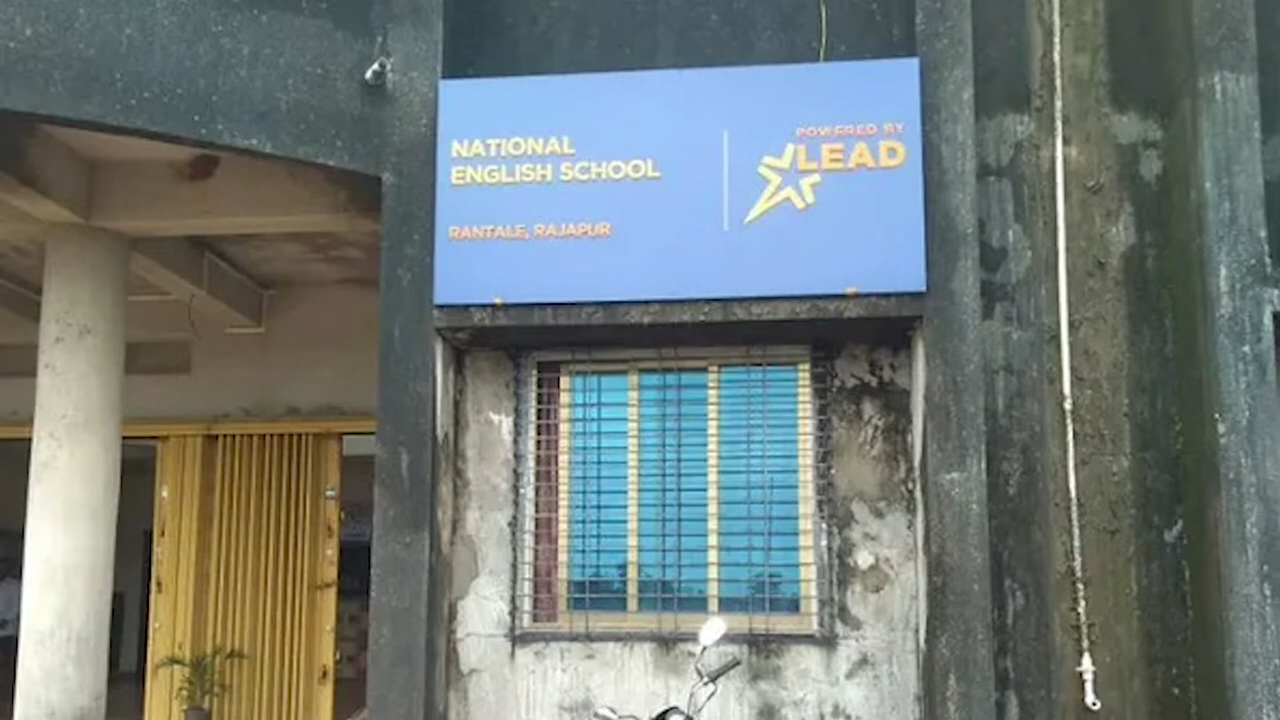 NATIONAL
ENGLISH SCHOOL
RANTALE, RAJAPUR
POWERED BY
LEAD